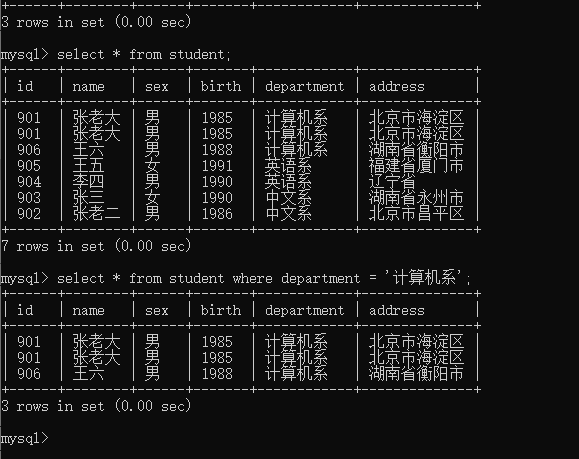 3 rows in set (0.00 sec)
mysql> select * from student;
| id | name | sex | birth | department | address |
| 901 | 张老大 | 男 | 1985 | 计算机系 | 北京市海淀区 |
| 901 | 张老大 | 男 | 1985 | 计算机系 | 北京市海淀区 |
| 906 | 王六 | 男 | 1988 | 计算机系 | 湖南省衡阳市 |
| 905 | 王五 | 女 | 1991 | 英语系 | 福建省厦门市 |
| 904 | 李四 | 男 | 1990 | 英语系 | 辽宁省 |
| 903 | 张三 | 女 | 1990 | 中文系 | 湖南省永州市 |
| 902 | 张老二 | 男 | 1986 | 中文系 | 北京市昌平区 |
7 rows in set (0.00 sec)
mysql> select * from student where department = '计算机系';
| id | name | sex | birth | department | address |
| 901 | 张老大 | 男 | 1985 | 计算机系 | 北京市海淀区 |
| 901 | 张老大 | 男 | 1985 | 计算机系 | 北京市海淀区 |
| 906 | 王六 | 男 | 1988 | 计算机系 | 湖南省衡阳市 |
3 rows in set (0.00 sec)
mysql>